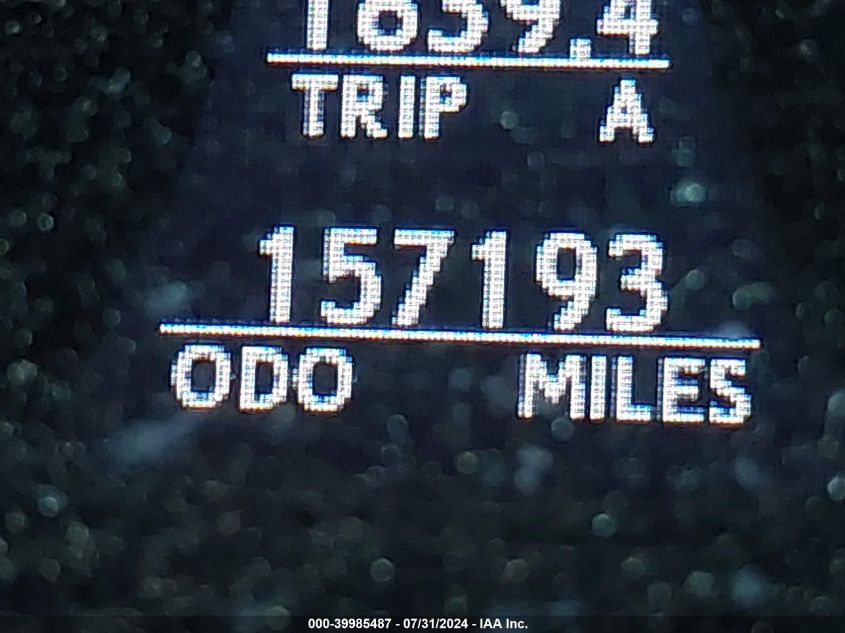 TRIP A
157193
ODO MILES
000-39985487 - 07/31/2024 - IAA Inc.